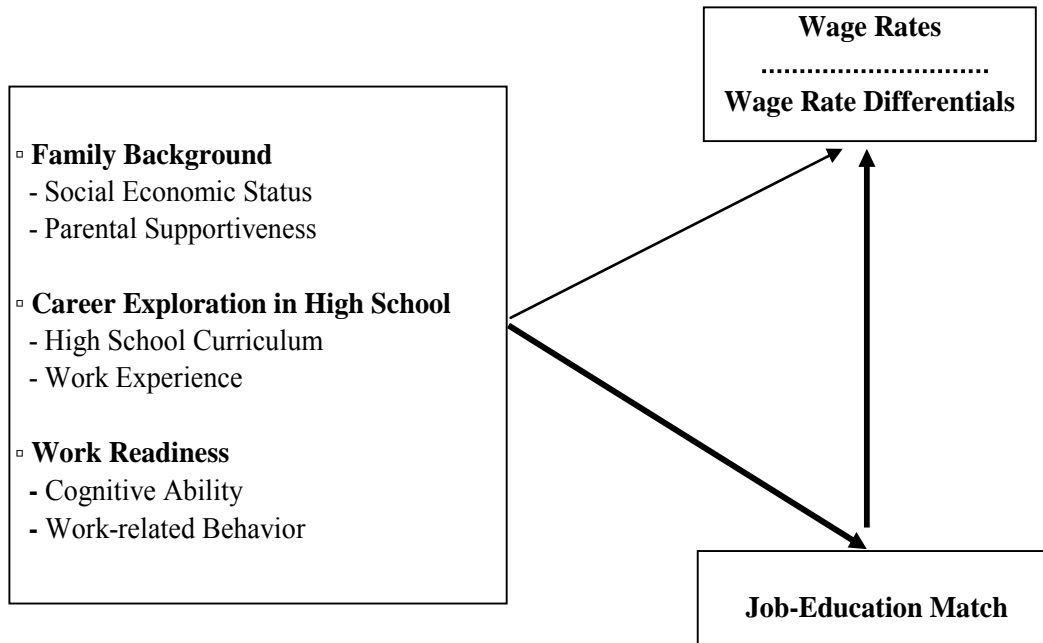 Wage Rates
Wage Rate Differentials
▫ Family Background
- Social Economic Status
- Parental Supportiveness
▫ Career Exploration in High School
- High School Curriculum
- Work Experience
▫ Work Readiness
- Cognitive Ability
- Work-related Behavior
Job-Education Match